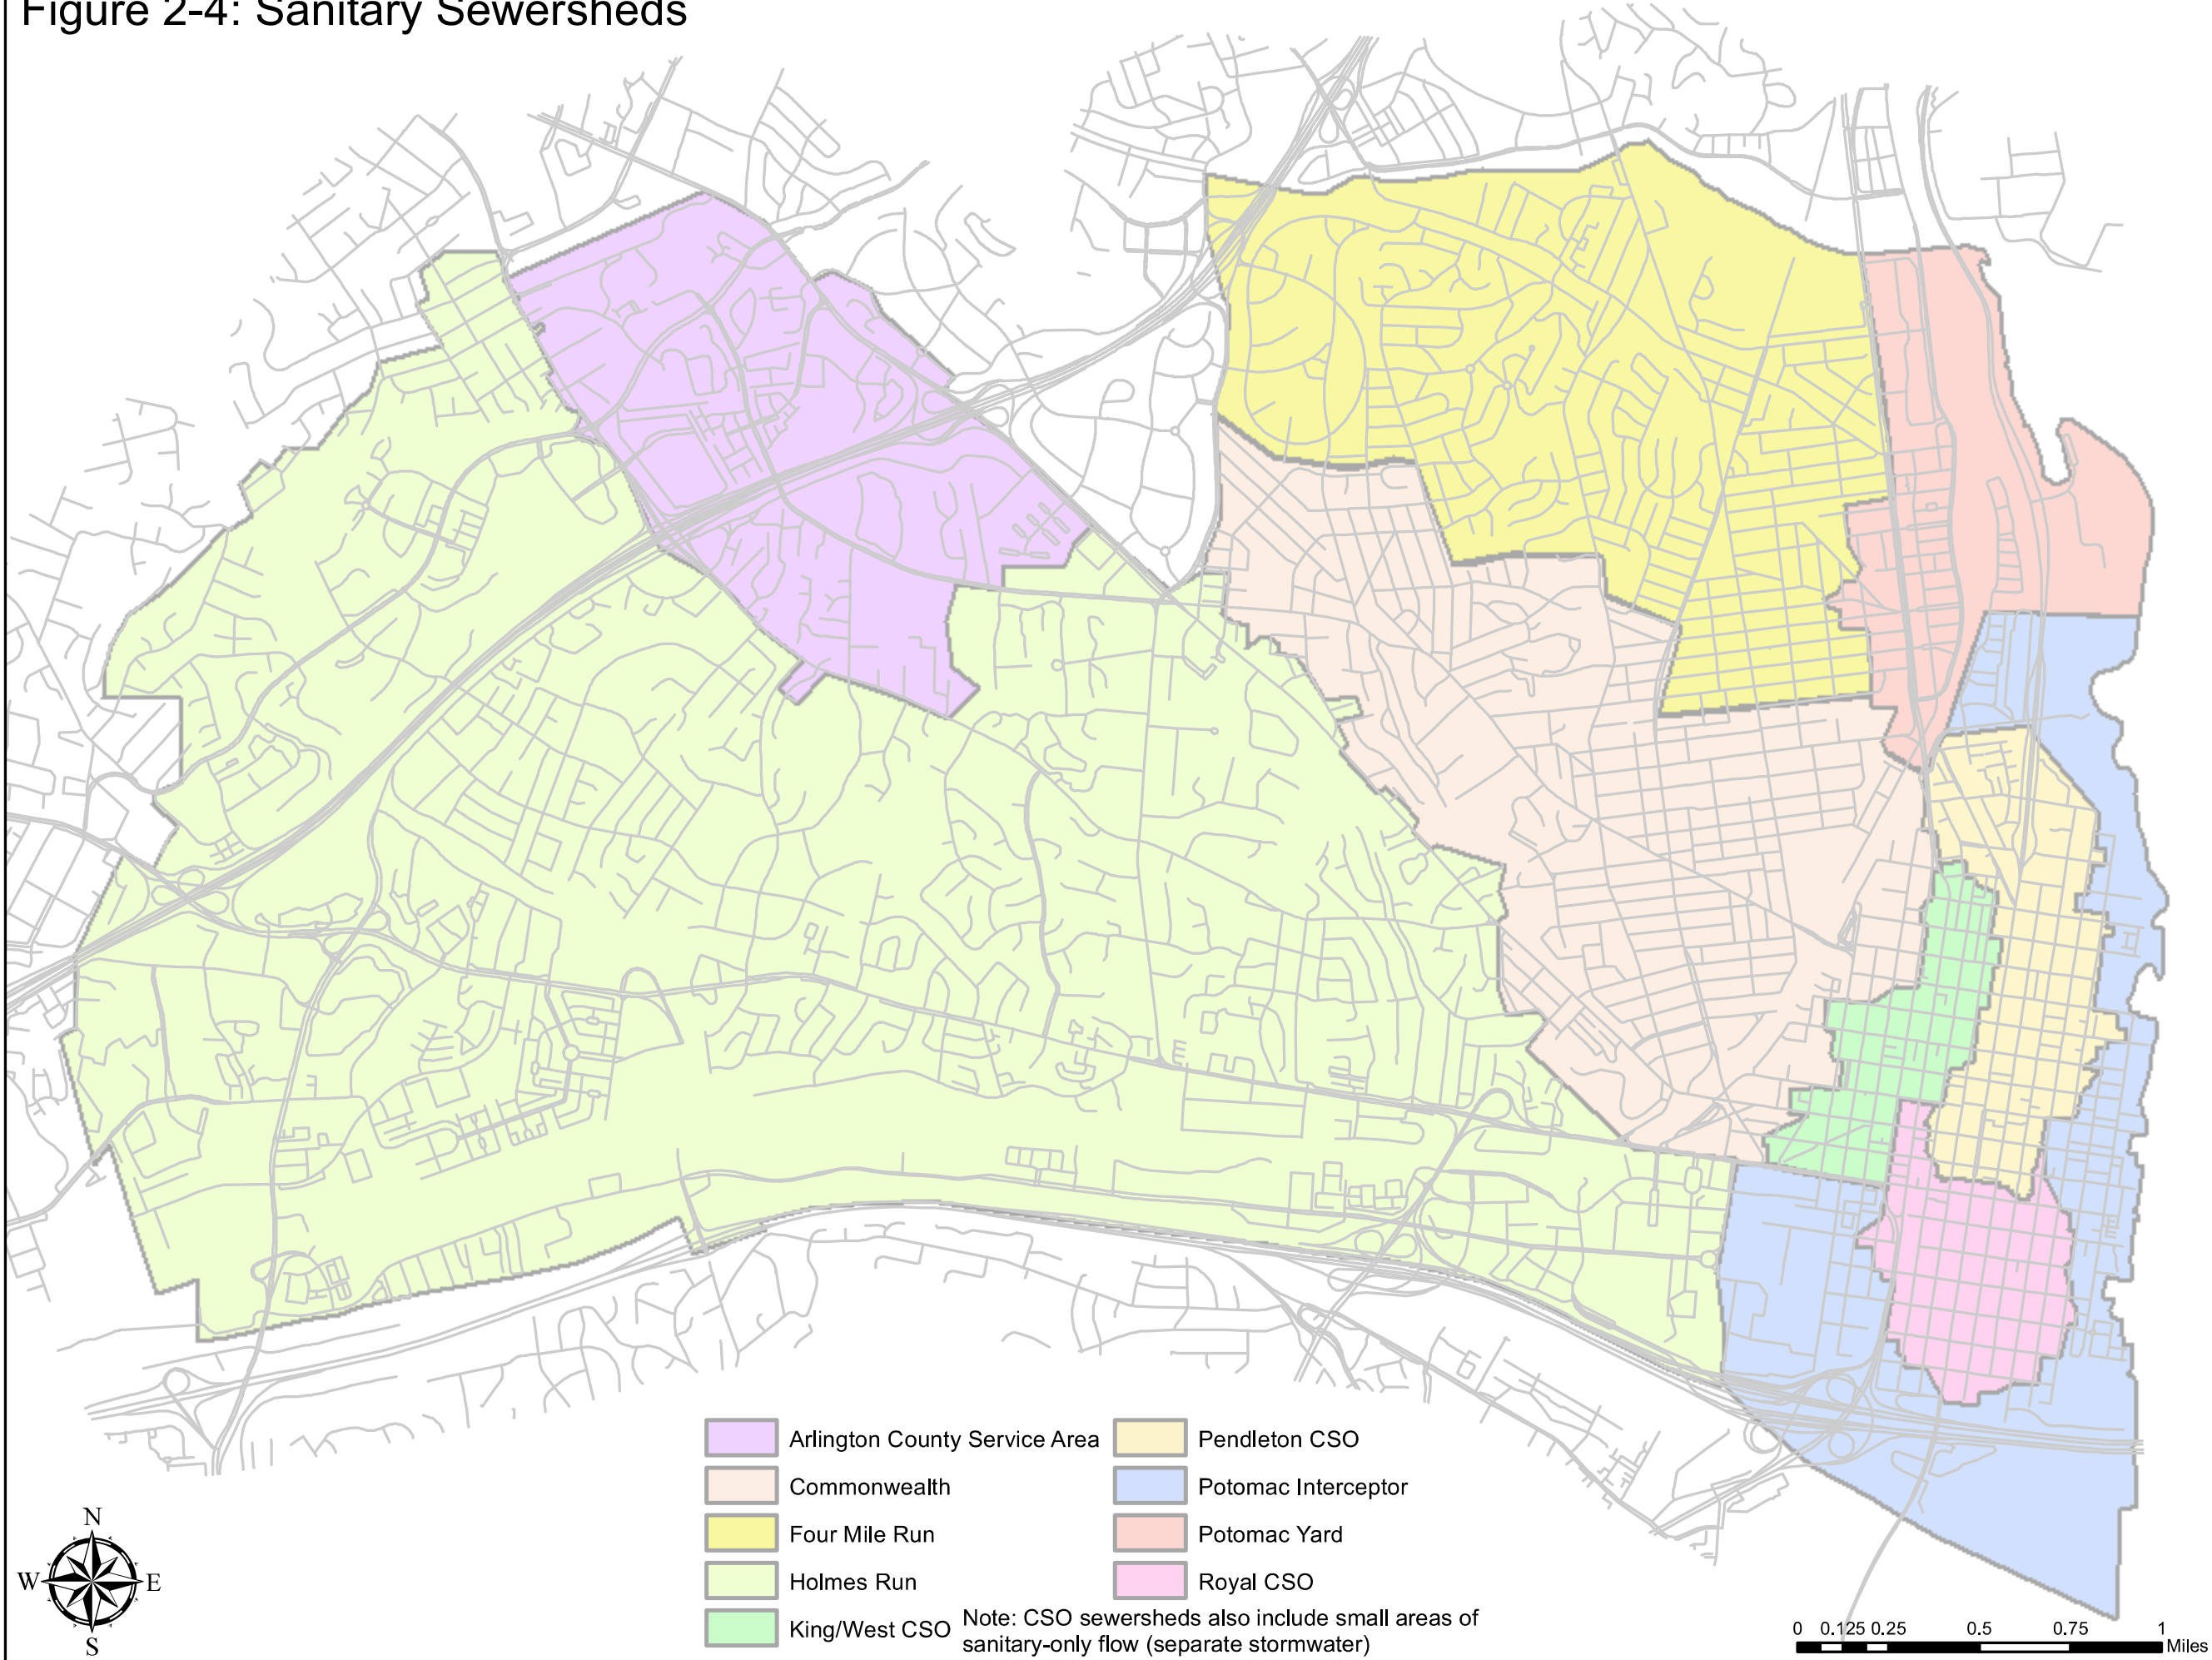 Figure 2-4: Sanitary Sewersheds
Arlington County Service Area
Commonwealth
Four Mile Run
Holmes Run
King/West CSO
Pendleton CSO
Potomac Interceptor
Potomac Yard
Royal CSO
Note: CSO sewersheds also include small areas of
sanitary-only flow (separate stormwater)
N
W E
S
0 0.125 0.25 0.5 0.75 1
Miles